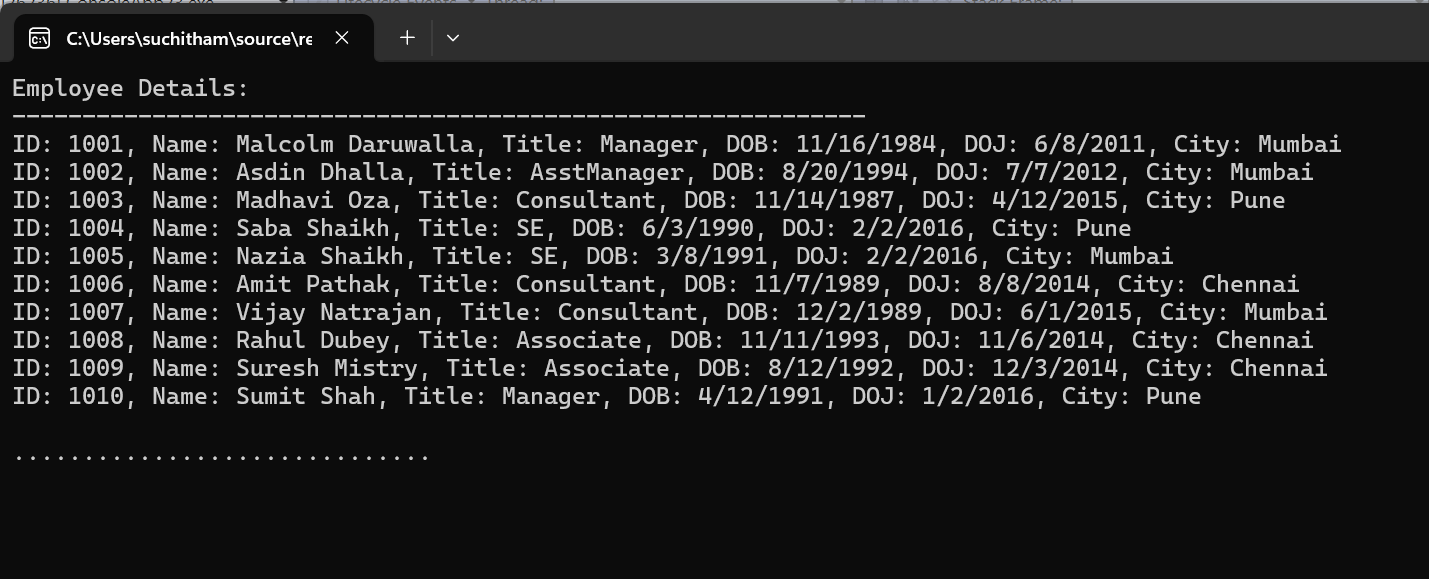 C:\Users\suchitham\source\re
Employee Details:
-------------------------------------------------------------
ID: 1001, Name: Malcolm Daruwalla, Title: Manager, DOB: 11/16/1984, DOJ: 6/8/2011, City: Mumbai
ID: 1002, Name: Asdin Dhalla, Title: AsstManager, DOB: 8/20/1994, DOJ: 7/7/2012, City: Mumbai
ID: 1003, Name: Madhavi Oza, Title: Consultant, DOB: 11/14/1987, DOJ: 4/12/2015, City: Pune
ID: 1004, Name: Saba Shaikh, Title: SE, DOB: 6/3/1990, DOJ: 2/2/2016, City: Pune
ID: 1005, Name: Nazia Shaikh, Title: SE, DOB: 3/8/1991, DOJ: 2/2/2016, City: Mumbai
ID: 1006, Name: Amit Pathak, Title: Consultant, DOB: 11/7/1989, DOJ: 8/8/2014, City: Chennai
ID: 1007, Name: Vijay Natrajan, Title: Consultant, DOB: 12/2/1989, DOJ: 6/1/2015, City: Mumbai
ID: 1008, Name: Rahul Dubey, Title: Associate, DOB: 11/11/1993, DOJ: 11/6/2014, City: Chennai
ID: 1009, Name: Suresh Mistry, Title: Associate, DOB: 8/12/1992, DOJ: 12/3/2014, City: Chennai
ID: 1010, Name: Sumit Shah, Title: Manager, DOB: 4/12/1991, DOJ: 1/2/2016, City: Pune
..............................